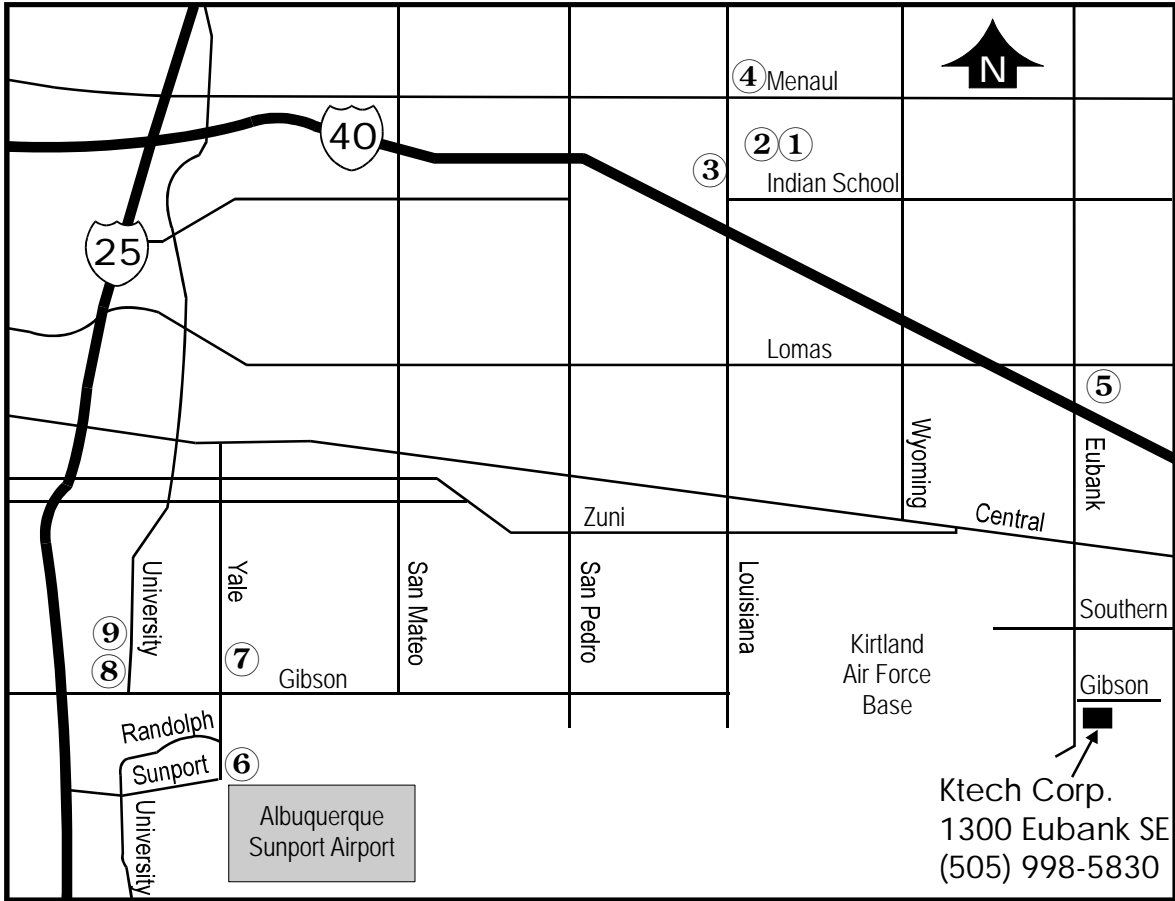 N
④ Menaul
40
② ①
③
Indian School
25
Lomas
⑤
Wyoming
Eubank
Central
Zuni
University
Yale
San Mateo
San Pedro
Louisiana
Southern
⑨
⑧
⑦
Gibson
Kirtland
Air Force
Base
Gibson
Randolph
Sunport
⑥
University
Albuquerque
Sunport Airport
Ktech Corp.
1300 Eubank SE
(505) 998-5830